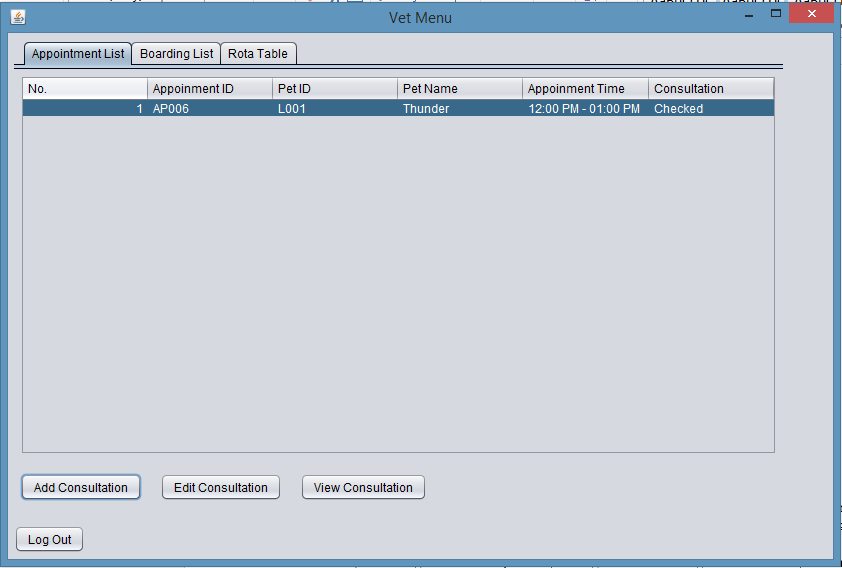 Vet Menu
Appointment List Boarding List Rota Table
No. Appoinment ID Pet ID Pet Name Appoinment Time Consultation
1 AP006 L001 Thunder 12:00 PM - 01:00 PM Checked
Add Consultation Edit Consultation View Consultation
Log Out